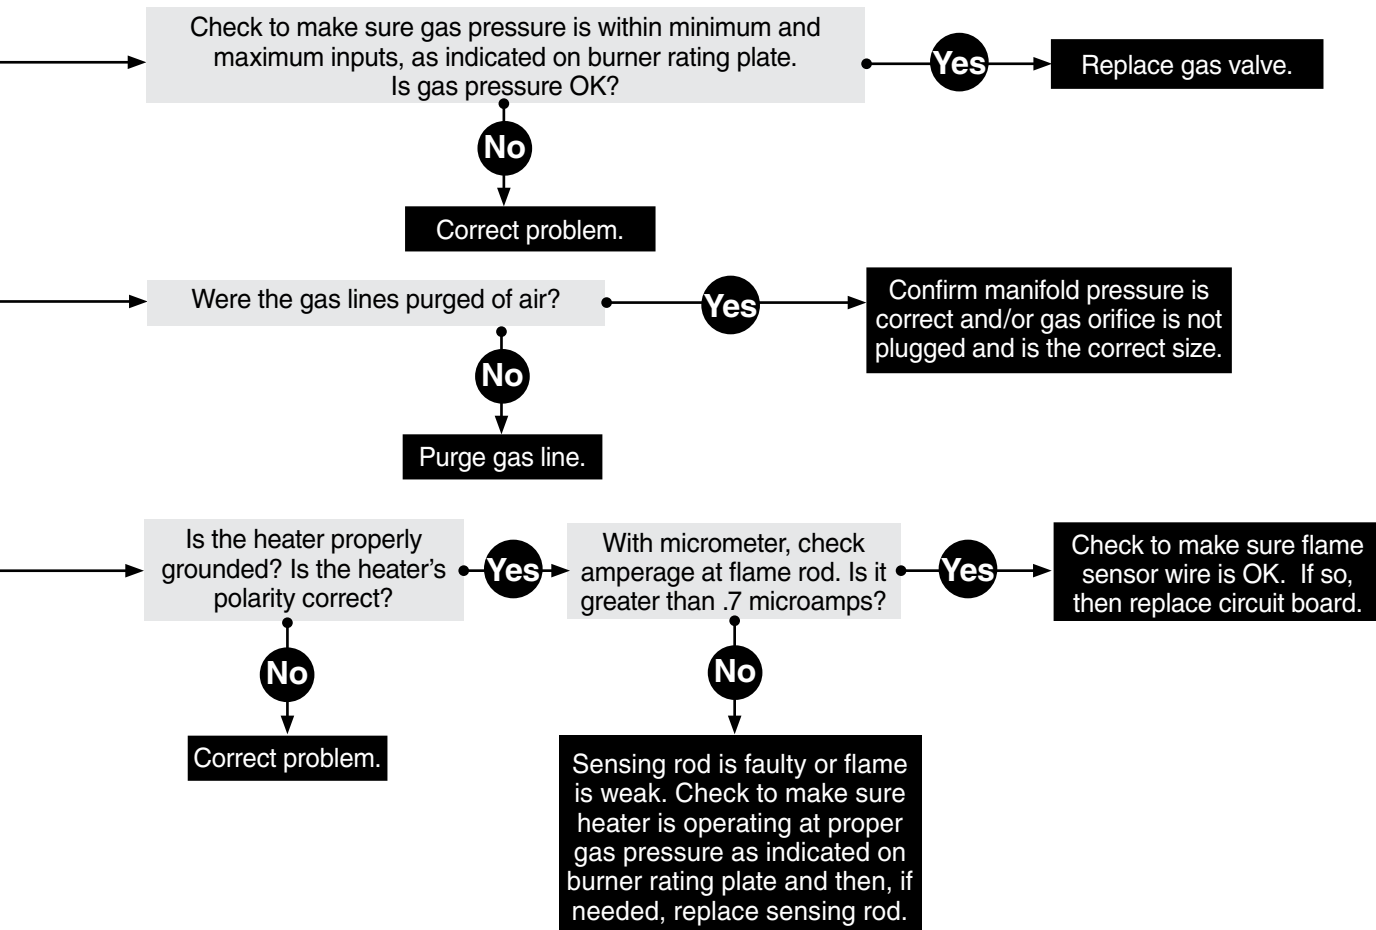 Check to make sure gas pressure is within minimum and
maximum inputs, as indicated on burner rating plate.
Is gas pressure OK?
Yes
Replace gas valve.
No
Correct problem.
Were the gas lines purged of air?
Yes
Confirm manifold pressure is
correct and/or gas orifice is not
plugged and is the correct size.
No
Purge gas line.
Is the heater properly
grounded? Is the heater’s
polarity correct?
Yes
With micrometer, check
amperage at flame rod. Is it
greater than .7 microamps?
Yes
Check to make sure flame
sensor wire is OK.  If so,
then replace circuit board.
No
Correct problem.
No
Sensing rod is faulty or flame
is weak. Check to make sure
heater is operating at proper
gas pressure as indicated on
burner rating plate and then, if
needed, replace sensing rod.